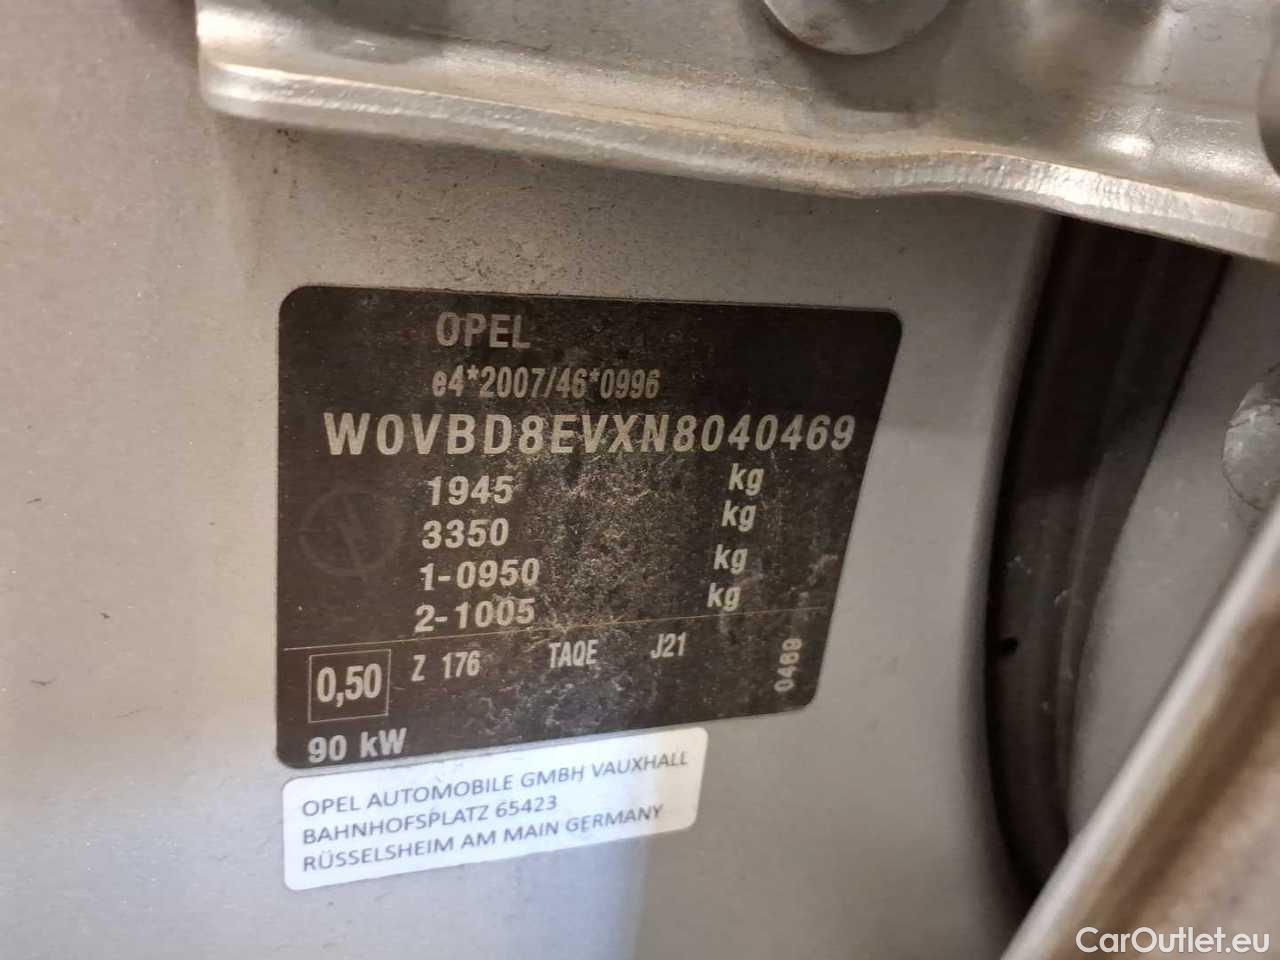 OPEL
e4*2007/46*0996
W0VBD8EVXN8040469
1945 kg
3350 kg
1-0950 kg
2-1005 kg
0,50 Z 176 TAQE J21 0469
90 kW
OPEL AUTOMOBILE GMBH VAUXHALL
BAHNHOFSPLATZ 65423
RÜSSELSHEIM AM MAIN GERMANY
CarOutlet.eu